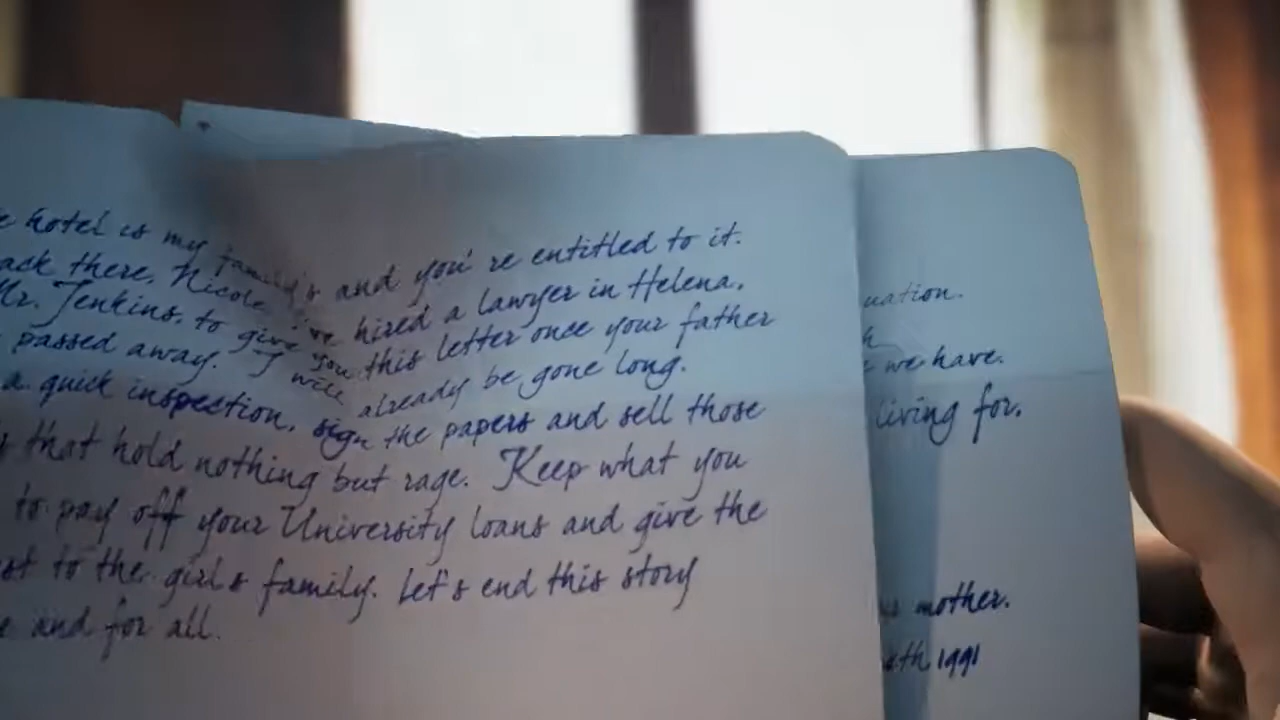 hotel is my family's and you're entitled to it.
ack there, Nicole. I've hired a lawyer in Helena,
Mr. Jenkins, to give you this letter once your father
passed away. I will already be gone long.
a quick inspection, sign the papers and sell those
that hold nothing but rage. Keep what you
to pay off your University loans and give the
st to the girl's family. Let's end this story
e and for all.
uation.
h
we have.
living for.
mother.
eth 1991